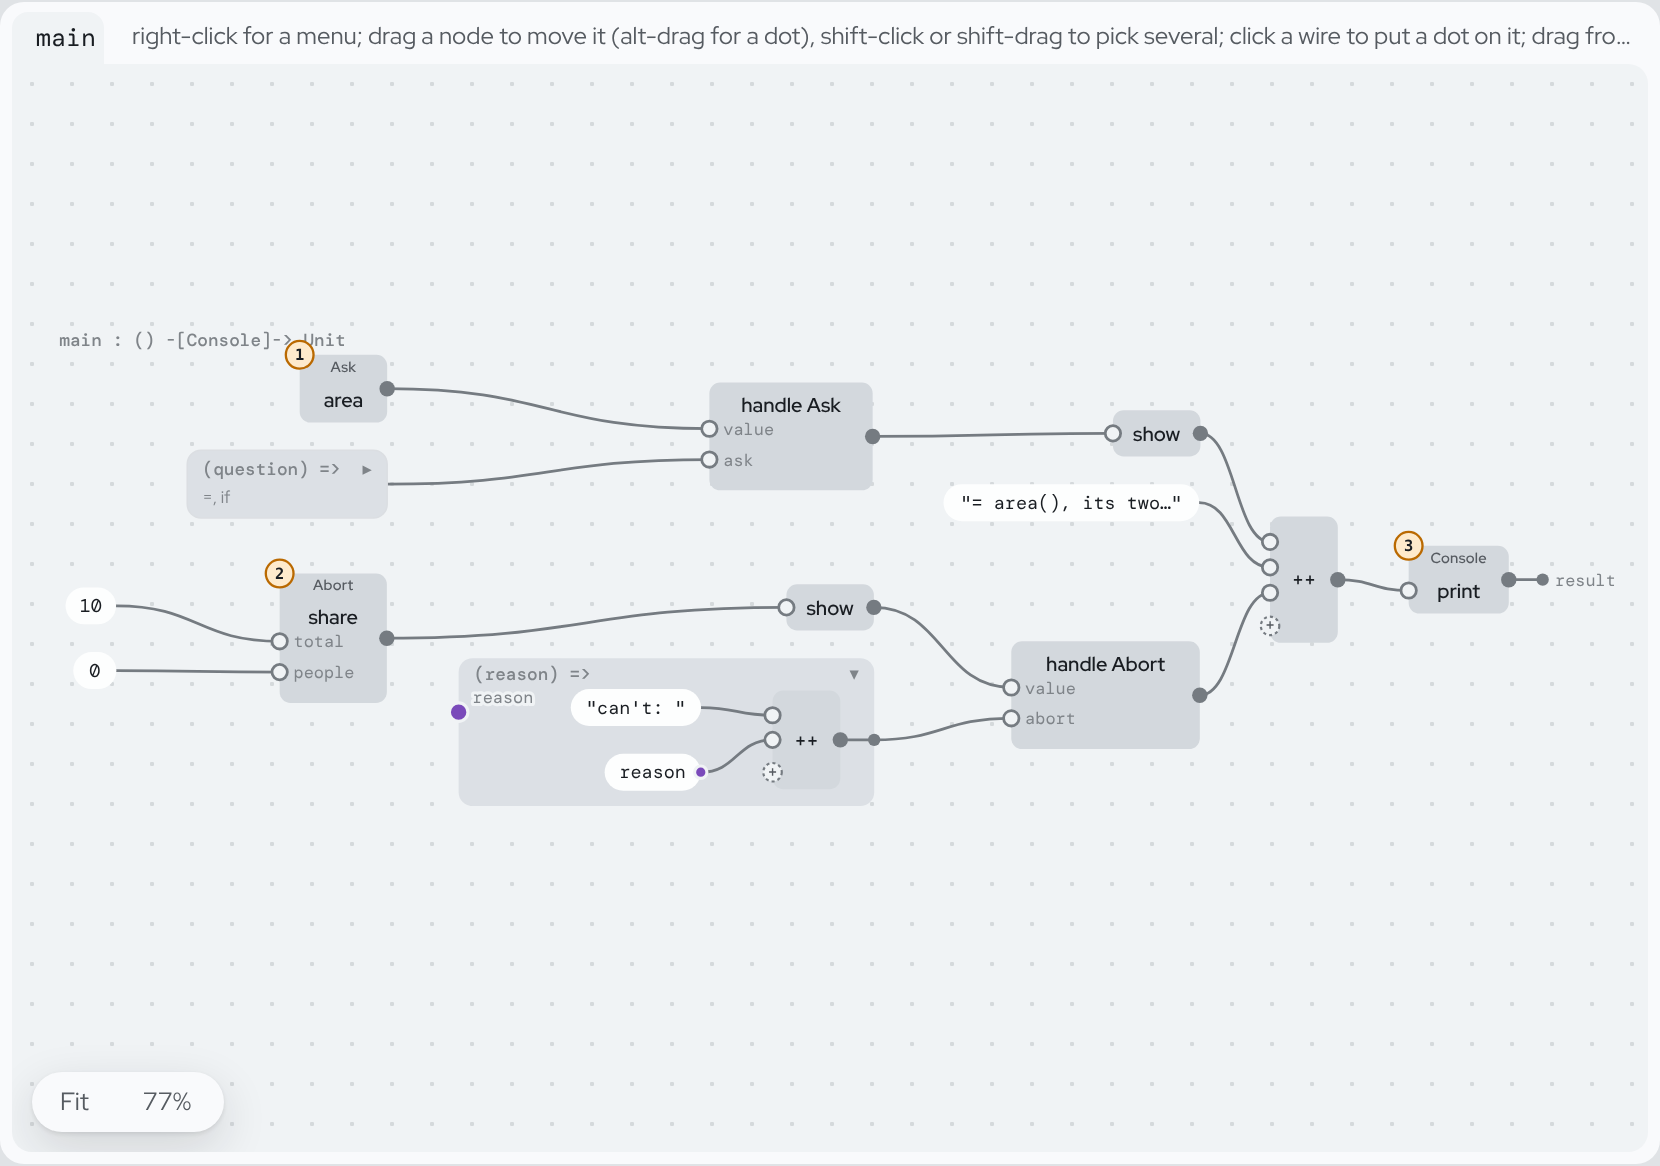 main
right-click for a menu; drag a node to move it (alt-drag for a dot), shift-click or shift-drag to pick several; click a wire to put a dot on it; drag fro...
main : () -[Console]-> Unit
1
Ask
area
(question) => ▶
=, if
handle Ask
value
ask
show
"= area(), its two…"
2
Abort
share
total
people
10
0
show
(reason) => ▼
reason
"can't: "
reason
++
+
handle Abort
value
abort
++
+
3
Console
print
result
Fit 77%